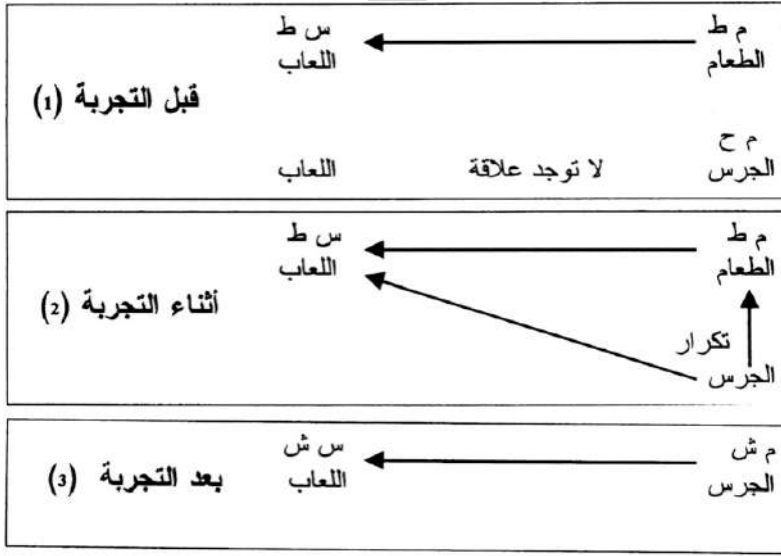 م ط س ط
الطعام اللعاب
قبل التجربة (1)
م ح
الجرس لا توجد علاقة اللعاب
م ط س ط
الطعام اللعاب
أثناء التجربة (2)
تكرار
الجرس
م ش س ش
الجرس اللعاب بعد التجربة (3)